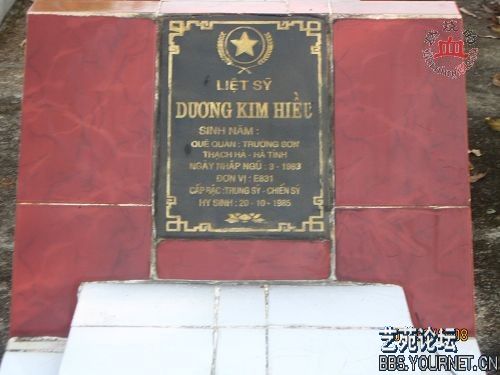 LIỆT SỸ
DUONG KIM HIẾU
SINH NĂM :
QUÊ QUÁN : TRƯỜNG SƠN
THẠCH HÀ - HÀ TĨNH
NGÀY NHẬP NGŨ : 3 - 1983
ĐƠN VỊ : E831
CẤP BẬC : TRUNG SỸ - CHIẾN SỸ
HY SINH : 20 - 10 - 1985
艺苑论坛
BBS.YOURNET.CN